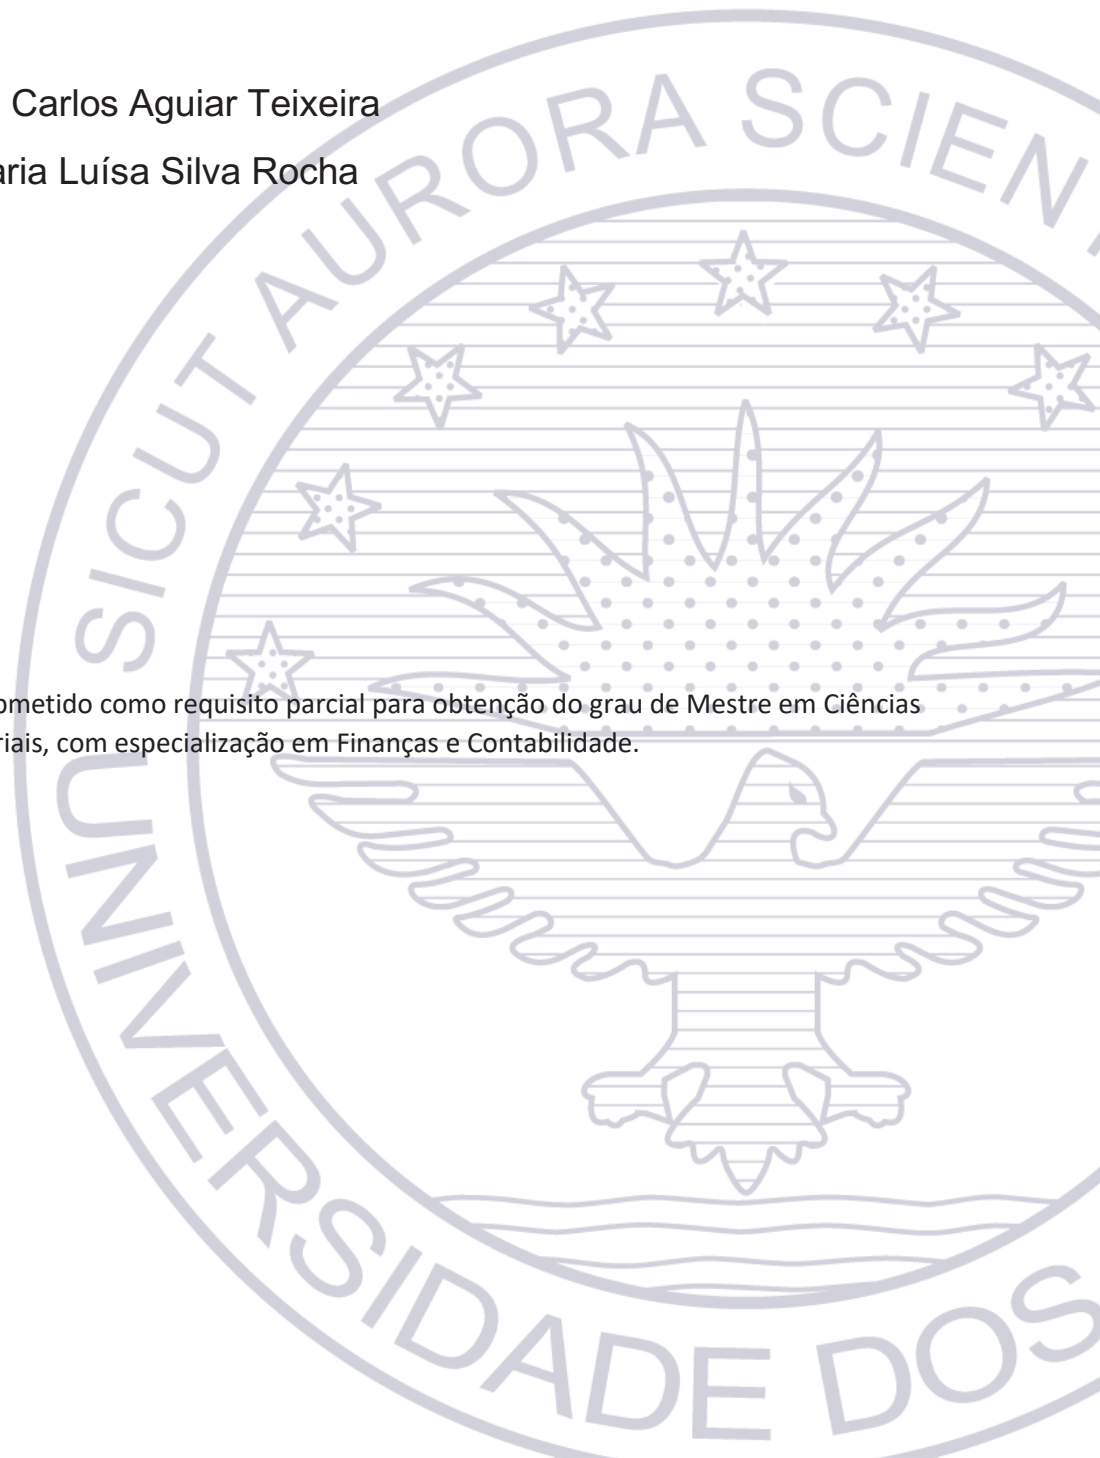 Carlos Aguiar Teixeira
aria Luísa Silva Rocha
bmetido como requisito parcial para obtenção do grau de Mestre em Ciências
riais, com especialização em Finanças e Contabilidade.
SICUT AURORA SCIEN
UNIVERSIDADE DOS